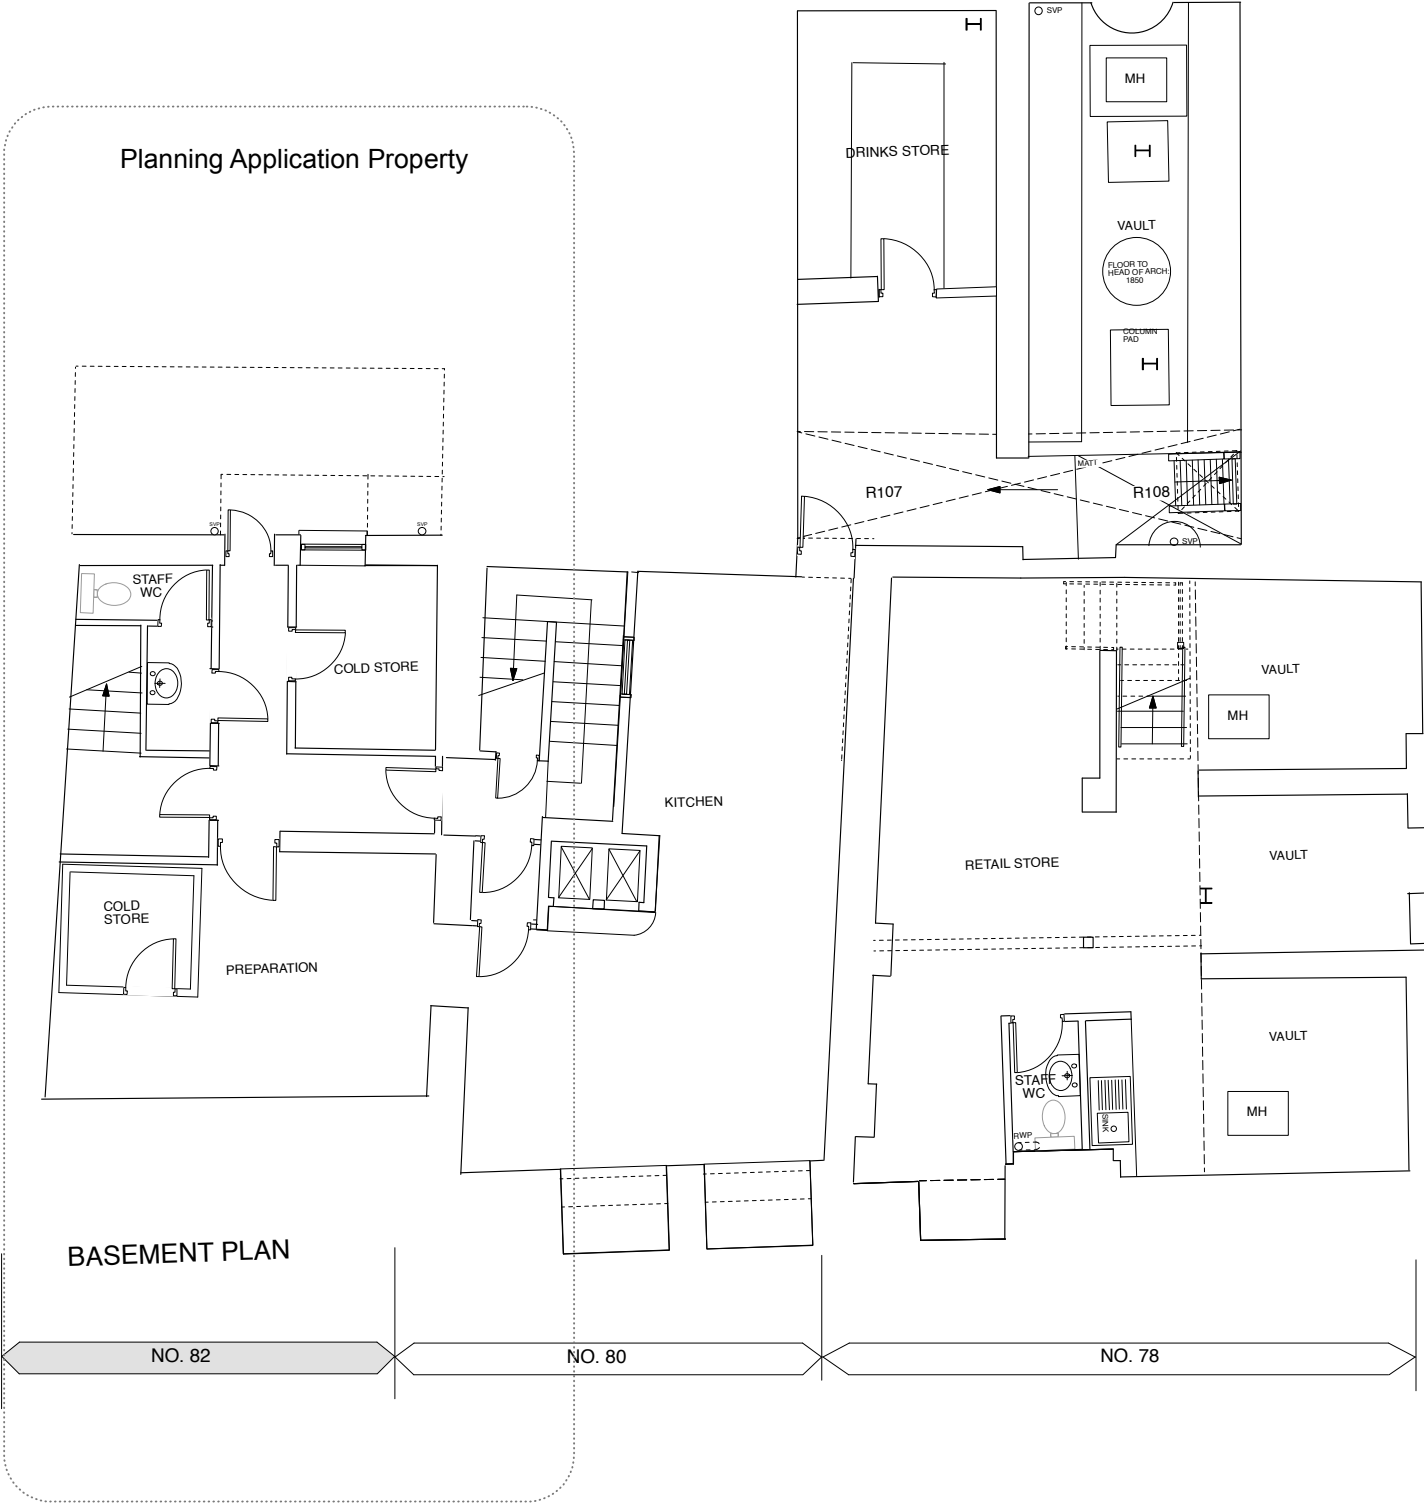 SVP
MH
Planning Application Property
DRINKS STORE
VAULT
FLOOR TO
HEAD OF ARCH:
1850
COLUMN
PAD
MATT
R107
R108
SVP
SVP
SVP
STAFF
WC
COLD STORE
VAULT
MH
KITCHEN
RETAIL STORE
VAULT
COLD
STORE
PREPARATION
VAULT
STAFF
WC
SINK
MH
RWP
BASEMENT PLAN
NO. 82
NO. 80
NO. 78